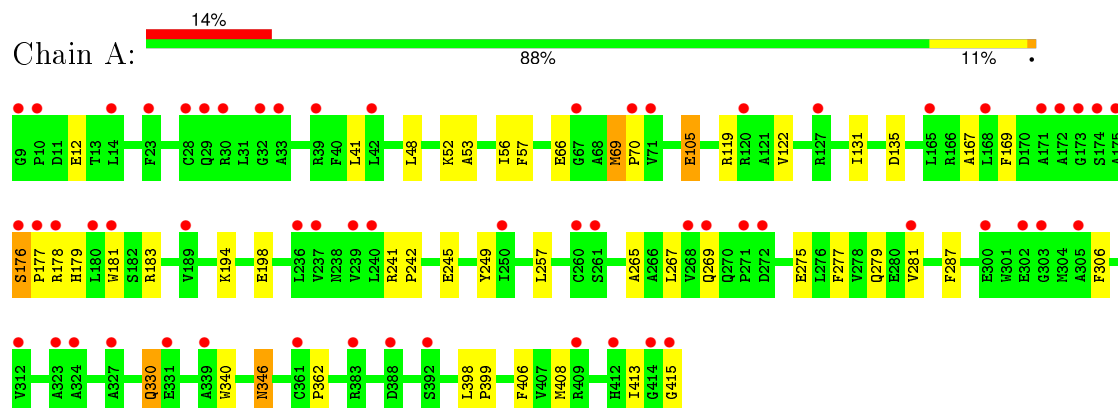 14%
Chain A:
88%
11%
•
G9 P10 D11 E12 T13 L14 F23 C28 Q29 R30 L31 G32 A33 R39 F40 L41 L42 L48 K52 A53 I56 F57 E66 G67 A68 M69 P70 V71 E105 R119 R120 A121 V122 R127 I131 D135 L165 R166 A167 L168 F169 D170 A171 A172 G173 S174 A175
S176 P177 R178 H179 L180 W181 S182 R183 V189 K194 E198 L236 V237 N238 V239 L240 R241 P242 E245 Y249 I250 L257 C260 S261 A265 A266 L267 V268 Q269 Q270 P271 D272 E275 L276 F277 V278 Q279 E280 V281 F287 E300 W301 E302 G303 M304 A305 F306
V312 A323 A324 A327 Q330 E331 A339 W340 N346 C361 P362 R383 D388 S392 L398 P399 F406 V407 M408 R409 H412 I413 G414 G415